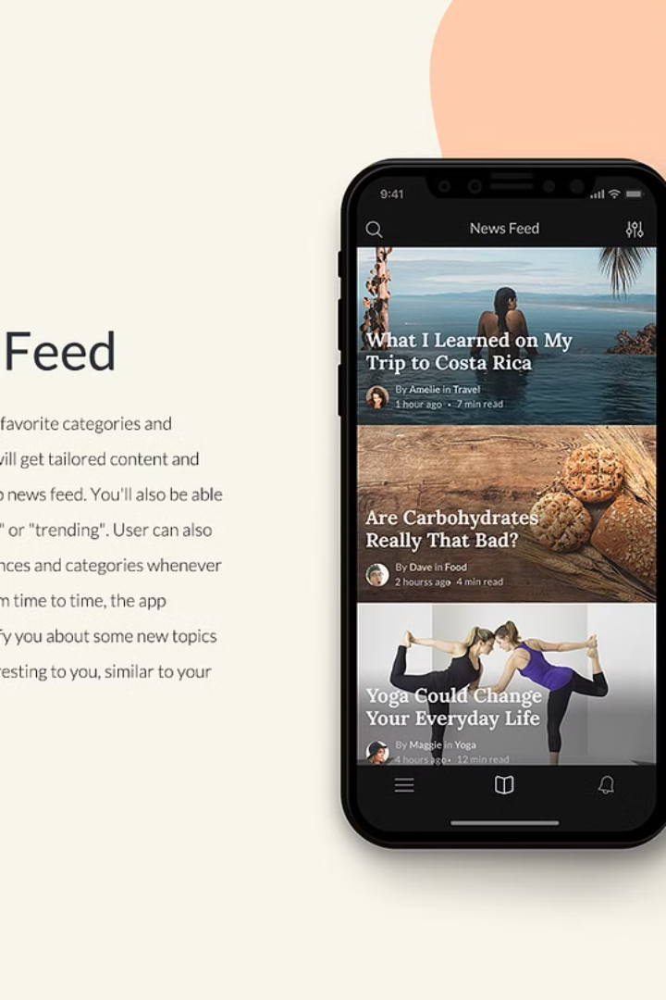 Feed
favorite categories and
will get tailored content and
news feed. You'll also be able
" or "trending". User can also
nces and categories whenever
m time to time, the app
fy you about some new topics
resting to you, similar to your
9:41
News Feed
What I Learned on My
Trip to Costa Rica
By Amelie in Travel
1 hour ago • 7 min read
Are Carbohydrates
Really That Bad?
By Dave in Food
2 hourss ago• 4 min read
Yoga Could Change
Your Everyday Life
By Maggie in Yoga
4 hours ago• 12 min read